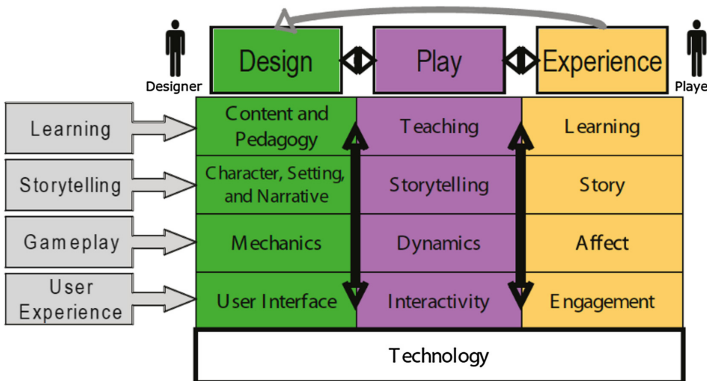 Design
Play
Experience
Designer
Playe
Learning
Content and
Pedagogy
Teaching
Learning
Storytelling
Character, Setting,
and Narrative
Storytelling
Story
Gameplay
Mechanics
Dynamics
Affect
User
Experience
User Interface
Interactivity
Engagement
Technology